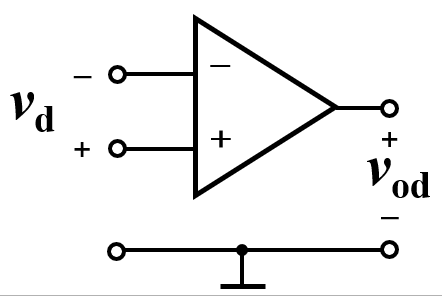 − −
v_d
+ +
+
v_od
−